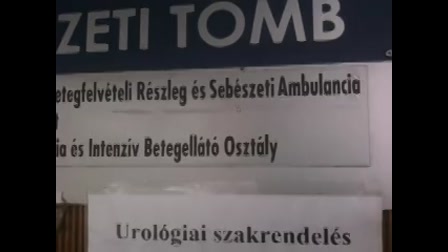 ZETI TOMB
etegfelvételi Részleg és Sebészeti Ambulancia
ia és Intenzív Betegellátó Osztály
Urológiai szakrendelés